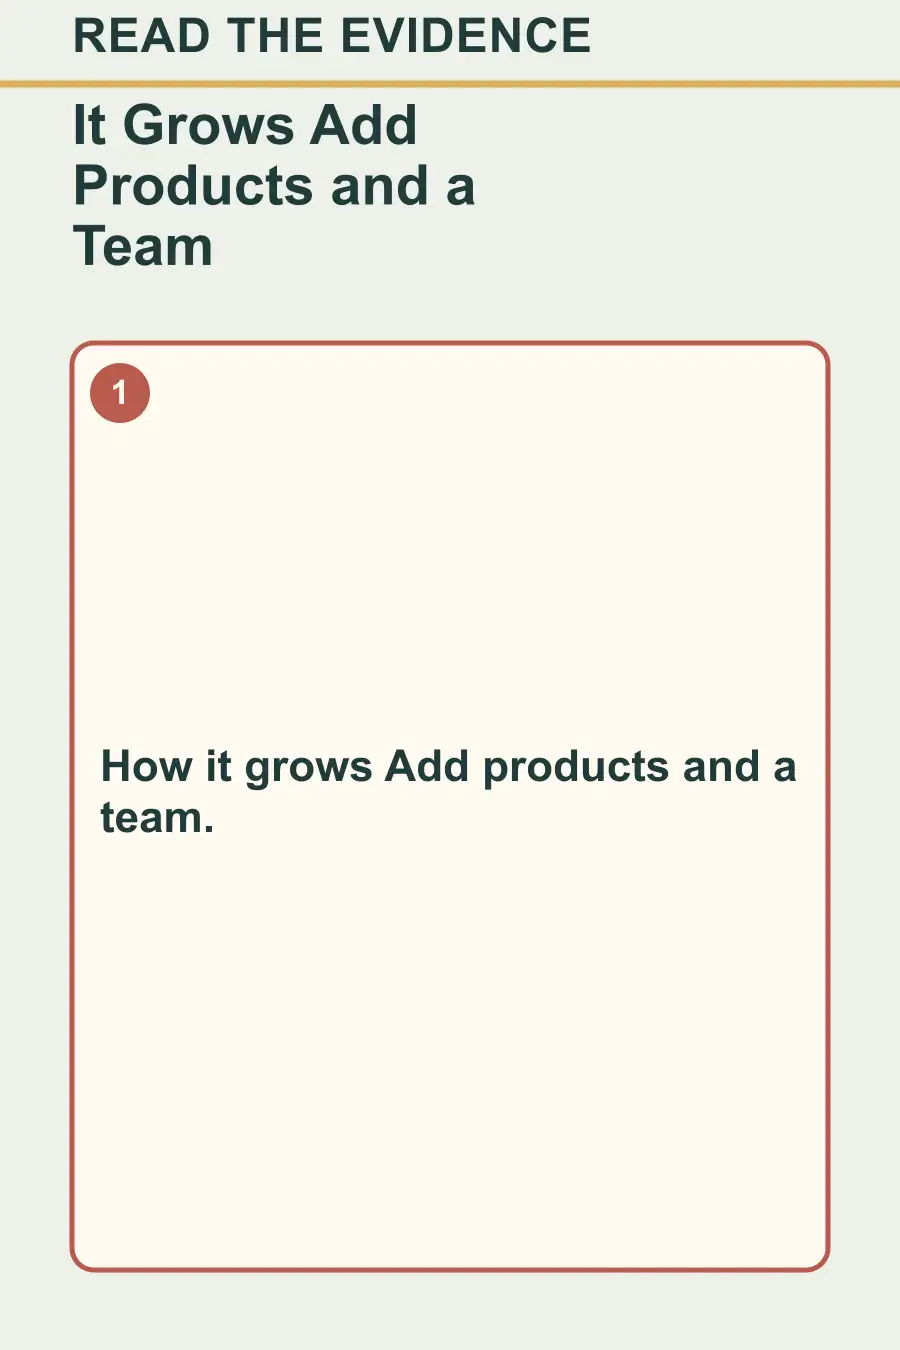 READ THE EVIDENCE
It Grows Add
Products and a
Team
1
How it grows Add products and a
team.